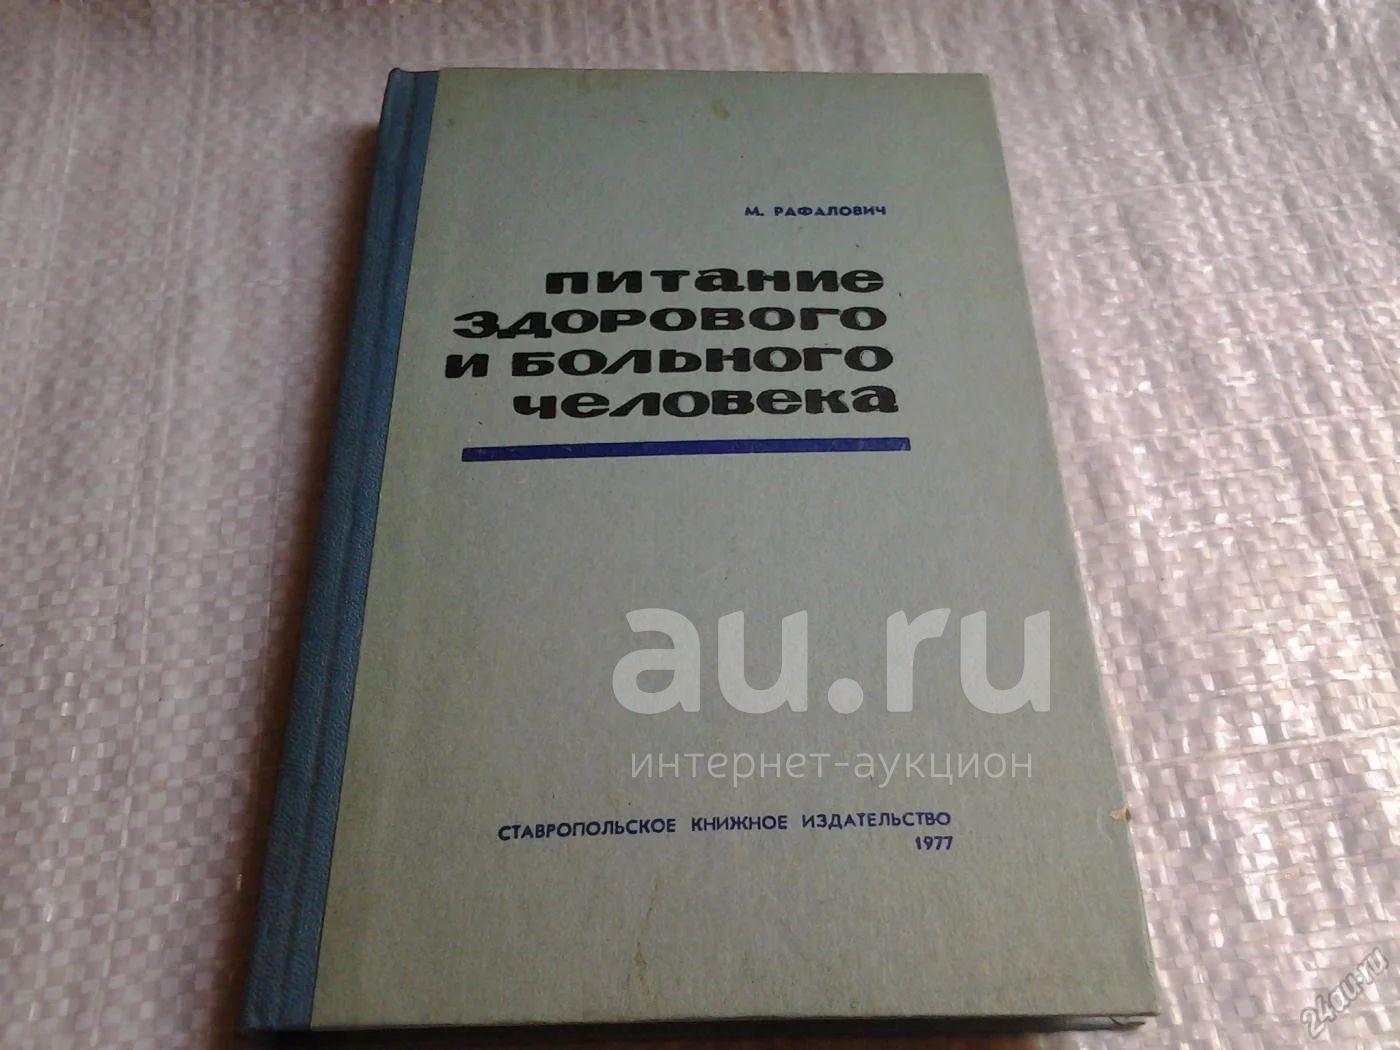 М. РАФАЛОВИЧ
ПИТАНИЕ
ЗДОРОВОГО
И БОЛЬНОГО
ЧЕЛОВЕКА
au.ru
интернет-аукцион
СТАВРОПОЛЬСКОЕ КНИЖНОЕ ИЗДАТЕЛЬСТВО
1977
24au.ru